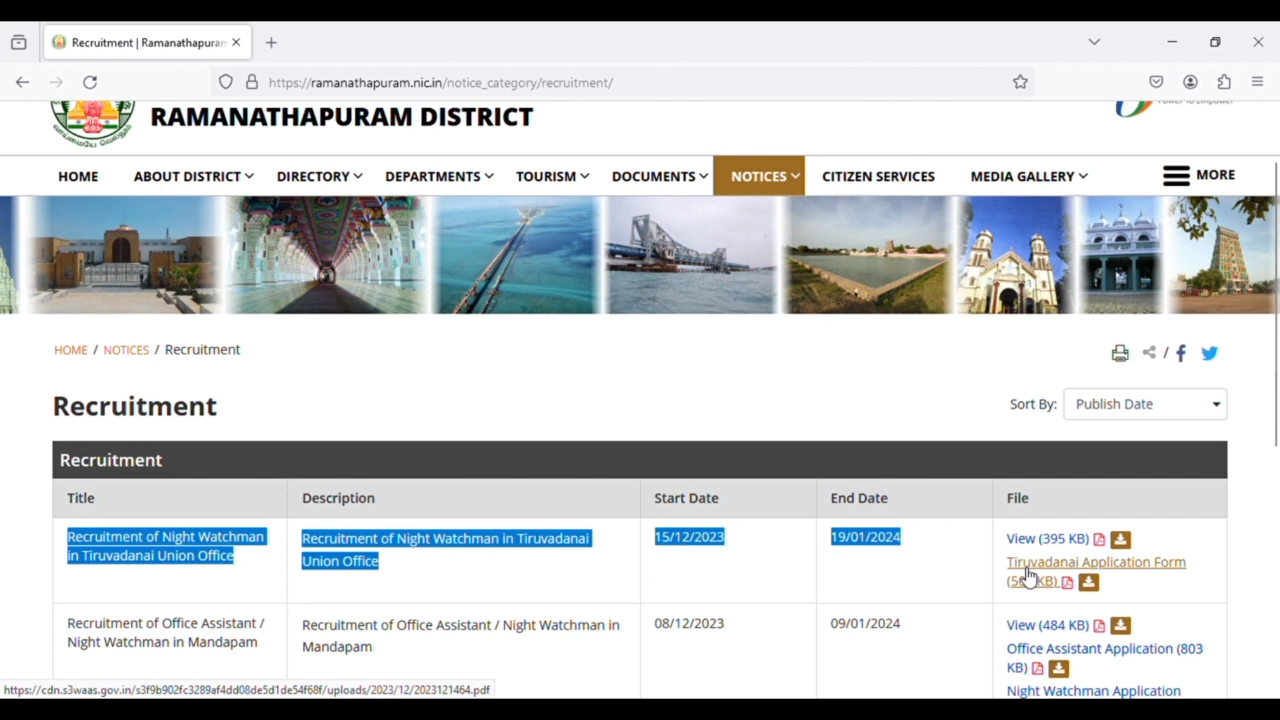 Recruitment | Ramanathapuran
https://ramanathapuram.nic.in/notice_category/recruitment/
RAMANATHAPURAM DISTRICT
HOME ABOUT DISTRICT DIRECTORY DEPARTMENTS TOURISM DOCUMENTS NOTICES CITIZEN SERVICES MEDIA GALLERY MORE
HOME / NOTICES / Recruitment
/
Recruitment
Sort By: Publish Date
Recruitment
Title Description Start Date End Date File
Recruitment of Night Watchman
in Tiruvadanai Union Office
Recruitment of Night Watchman in Tiruvadanai
Union Office
15/12/2023
19/01/2024
View (395 KB)
Tiruvadanai Application Form
KB)
Recruitment of Office Assistant /
Night Watchman in Mandapam
Recruitment of Office Assistant / Night Watchman in
Mandapam
08/12/2023
09/01/2024
View (484 KB)
Office Assistant Application (803
KB)
Night Watchman Application
https://cdn.s3waas.gov.in/s3f9b902fc3289af4dd08de5d1de54f68f/uploads/2023/12/2023121464.pdf